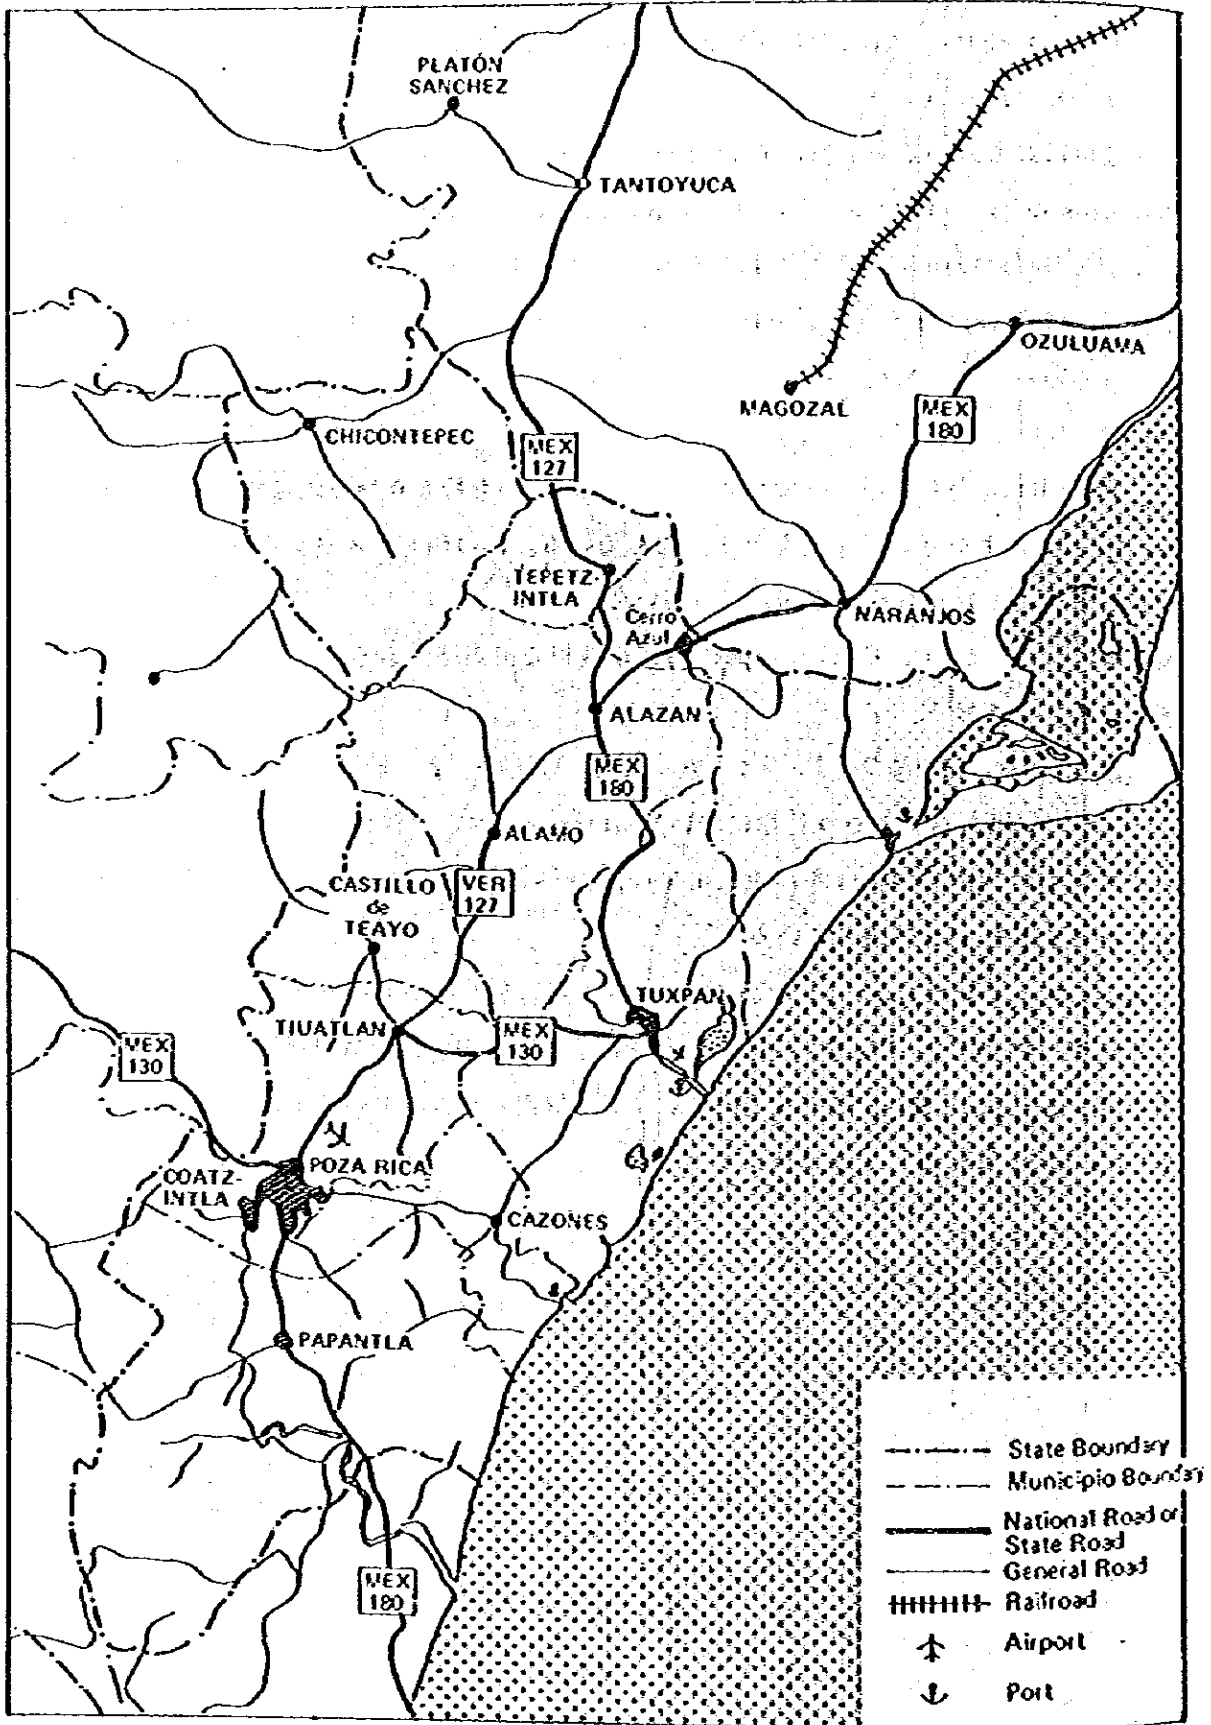 PLATÓN
SANCHEZ
TANTOYUCA
OZULUAMA
MAGOZAL
MEX
180
CHICONTEPEC
MEX
127
TEPETZ-
INTLA
Cerro
Azul
NARANJOS
ALAZAN
MEX
180
ALAMO
CASTILLO
de
TEAYO
VER
127
TUXPAN
TIUATLAN
MEX
130
MEX
130
POZA RICA
COATZ-
INTLA
CAZONES
PAPANTLA
MEX
180
State Boundary
Municipio Boundary
National Road or
State Road
General Road
Railroad
Airport
Port